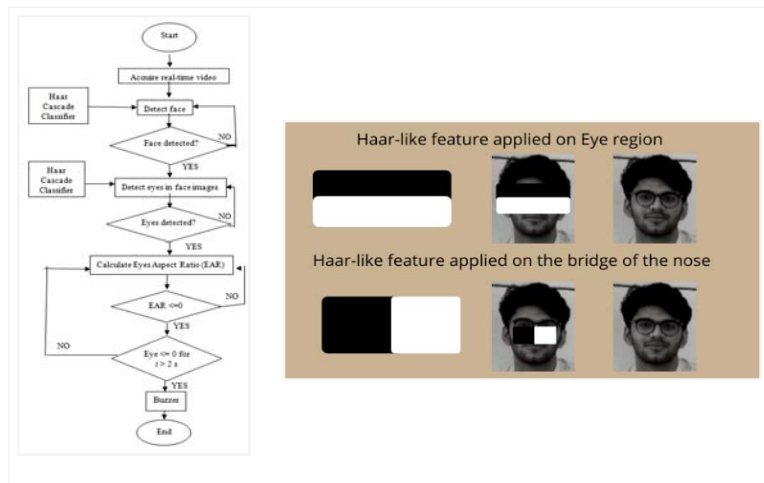 Start
Acquire real-time video
Haar
Cascade
Classifier
Detect face
NO
Face detected?
YES
Haar
Cascade
Classifier
Detect eyes in face images
NO
Eyes detected?
YES
Calculate Eyes Aspect Ratio (EAR)
NO
EAR <=0
YES
NO
Eye <= 0 for
t > 2 s
YES
Buzzer
End
Haar-like feature applied on Eye region
Haar-like feature applied on the bridge of the nose